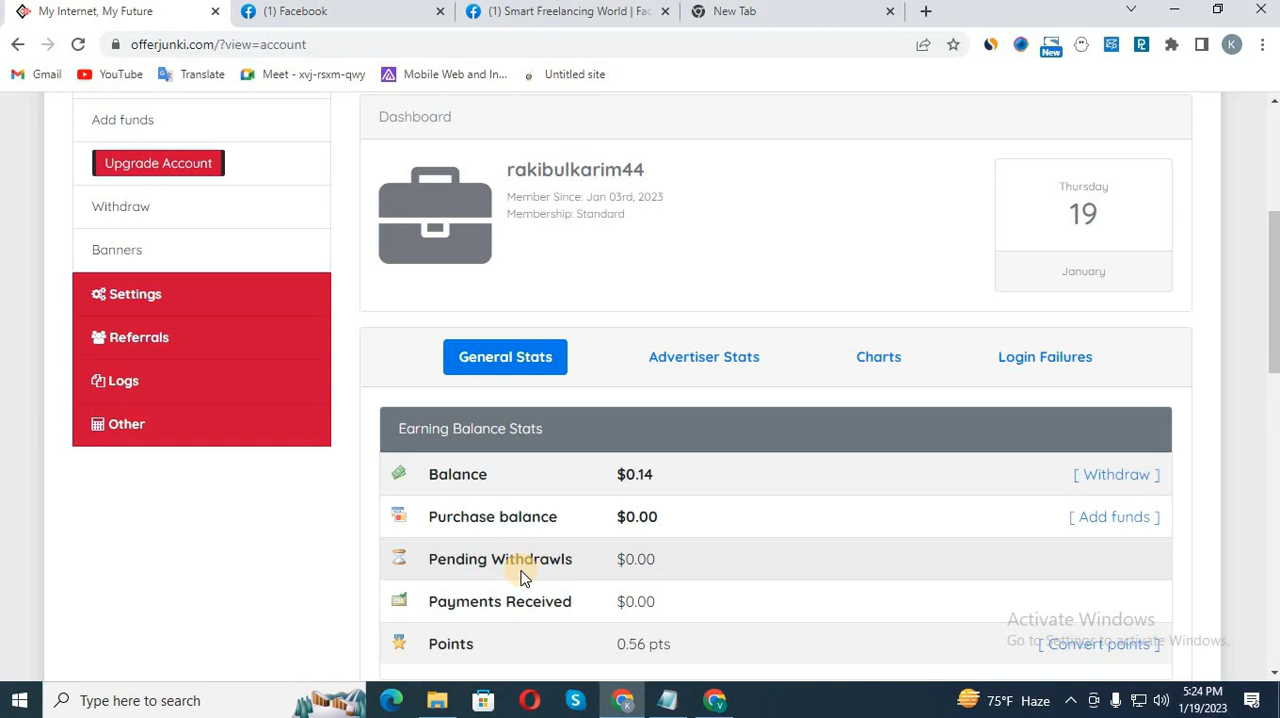 My Internet, My Future
(1) Facebook
(1) Smart Freelancing World | Fac
New Tab
offerjunki.com/?view=account
New
K
Gmail
YouTube
Translate
Meet - xvj-rsxm-qwy
Mobile Web and In...
Untitled site
Add funds
Upgrade Account
Withdraw
Banners
Settings
Referrals
Logs
Other
Dashboard
rakibulkarim44
Member Since: Jan 03rd, 2023
Membership: Standard
Thursday
19
January
General Stats
Advertiser Stats
Charts
Login Failures
Earning Balance Stats
Balance $0.14 [ Withdraw ]
Purchase balance $0.00 [ Add funds ]
Pending Withdrawls $0.00
Payments Received $0.00
Points 0.56 pts [ Convert points ]
Activate Windows
Go to Settings to activate Windows.
Type here to search
75°F Haze
5:24 PM
1/19/2023